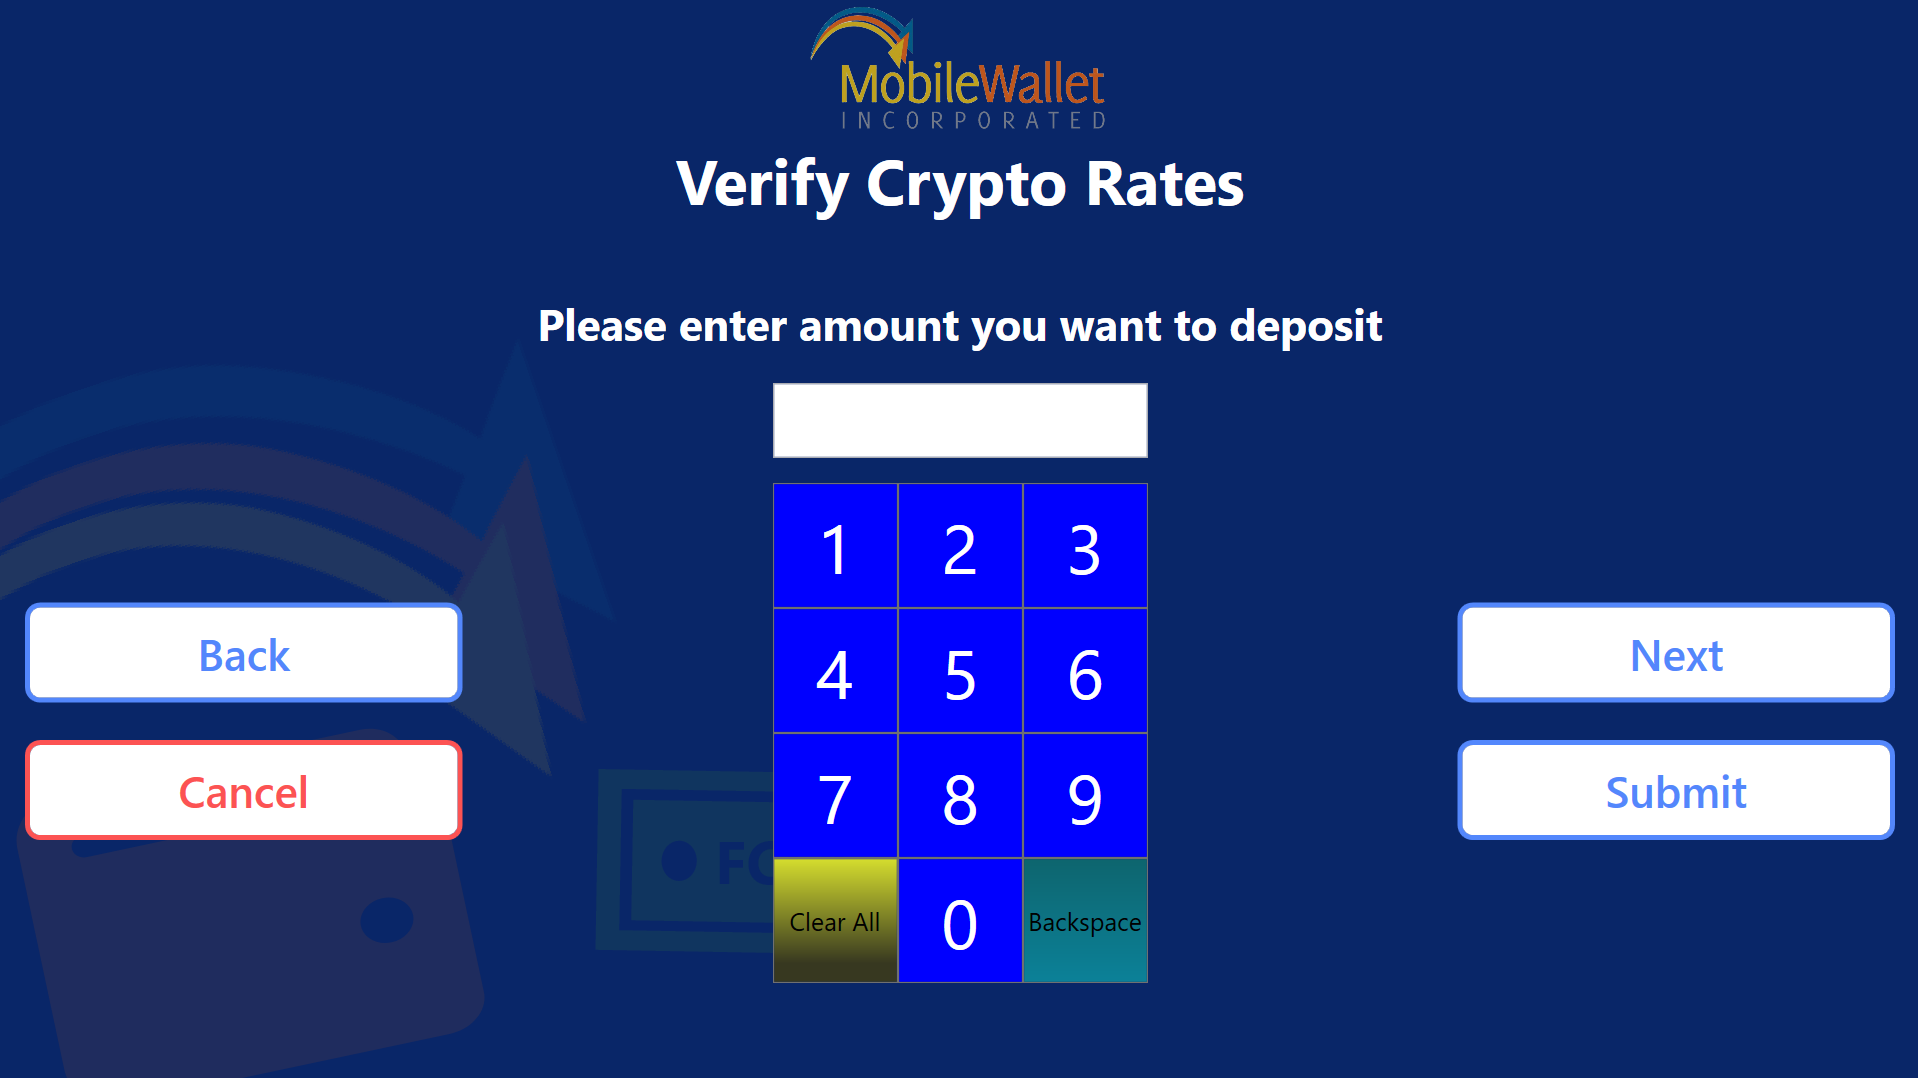 MobileWallet
INCORPORATED
Verify Crypto Rates
Please enter amount you want to deposit
1 2 3
4 5 6
7 8 9
Clear All 0 Backspace
Back
Cancel
Next
Submit